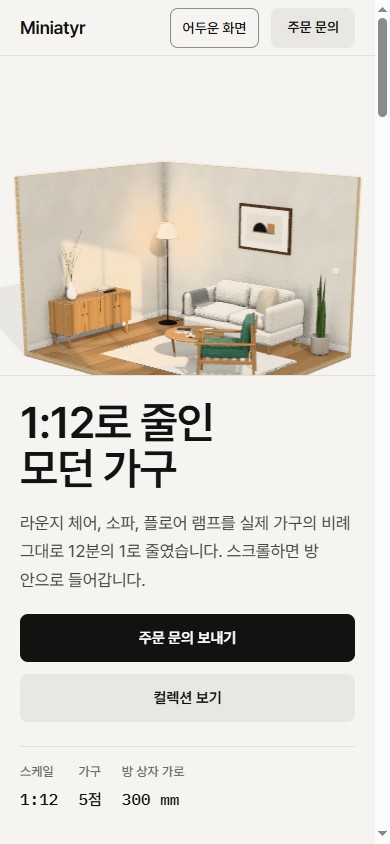 Miniatyr
어두운 화면
주문 문의
1:12로 줄인
모던 가구
라운지 체어, 소파, 플로어 램프를 실제 가구의 비례
그대로 12분의 1로 줄였습니다. 스크롤하면 방
안으로 들어갑니다.
주문 문의 보내기
컬렉션 보기
스케일 가구 방 상자 가로
1:12 5점 300 mm